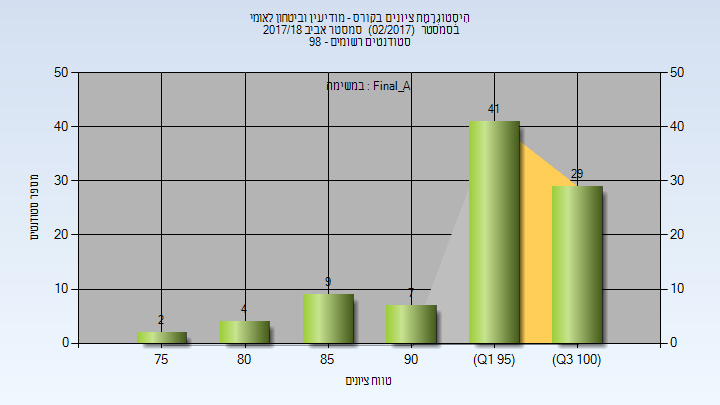 היסטוגרמת ציונים בקורס - מודיעין וביטחון לאומי
בסמסטר (02/2017) סמסטר אביב 2017/18
סטודנטים רשומים - 98
במשימה : Final_A
50
40
30
20
10
0
50
40
30
20
10
0
מספר סטודנטים
2
4
9
7
41
29
75
80
85
90
(Q1 95)
(Q3 100)
טווח ציונים